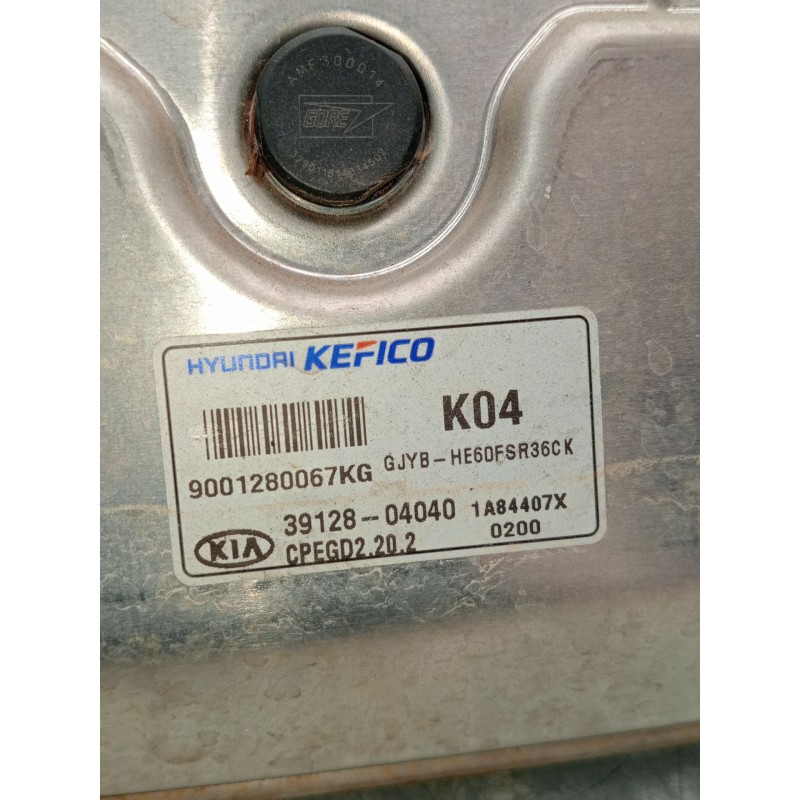 AMF300014
GORE
HYUNDAI KEFICO
K04
9001280067KG
GJYB-HE60FSR36CK
39128-04040
1A84407X
KIA
CPEGD2.20.2
0200